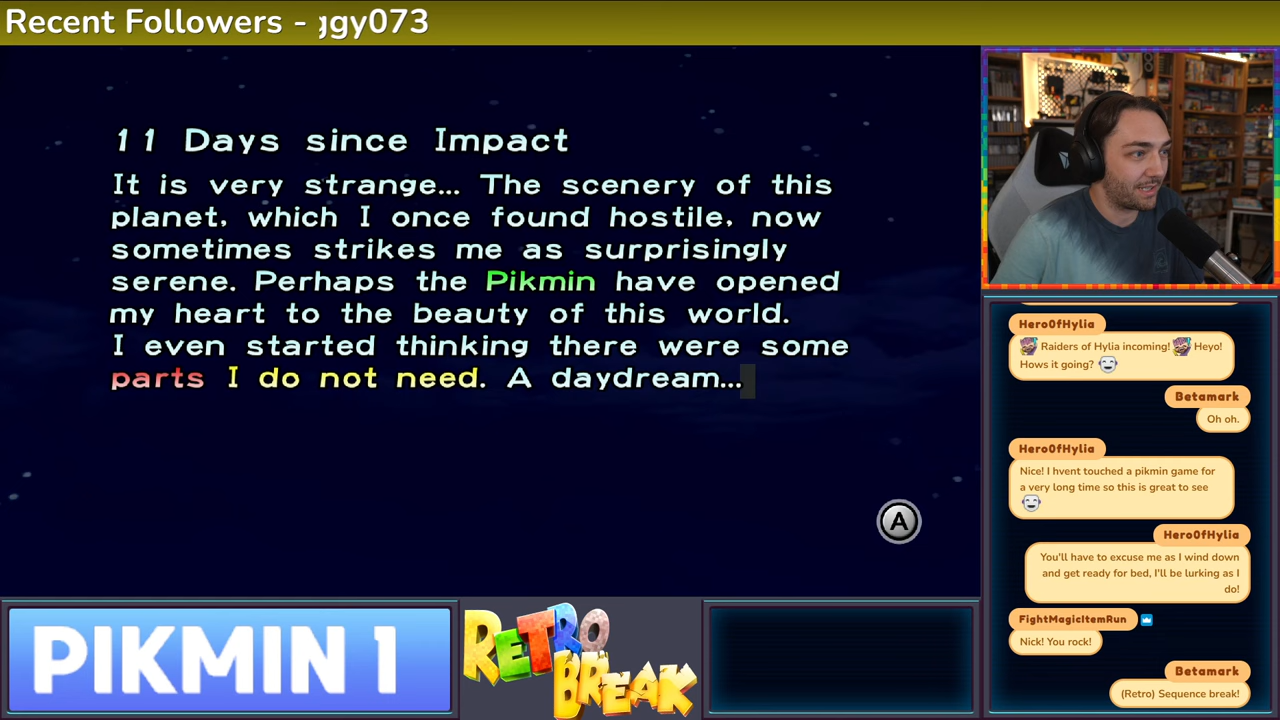 Recent Followers - ggy073
11 Days since Impact
It is very strange... The scenery of this
planet, which I once found hostile, now
sometimes strikes me as surprisingly
serene. Perhaps the Pikmin have opened
my heart to the beauty of this world.
I even started thinking there were some
parts I do not need. A daydream...
A
HeroOfHylia
Raiders of Hylia incoming! Heyo!
Hows it going?
Betamark
Oh oh.
HeroOfHylia
Nice! I hvent touched a pikmin game for
a very long time so this is great to see
HeroOfHylia
You'll have to excuse me as I wind down
and get ready for bed, I'll be lurking as I
do!
FightMagicItemRun
Nick! You rock!
Betamark
(Retro) Sequence break!
PIKMIN 1
RETRO
BREAK